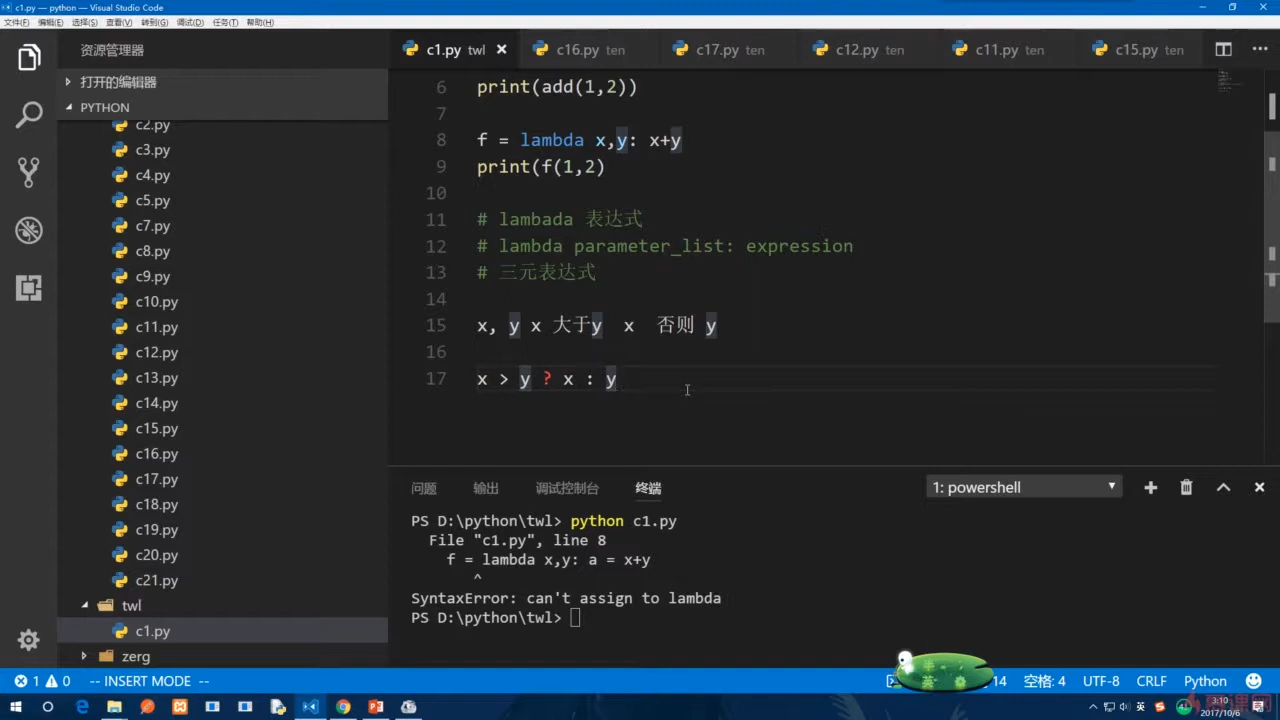 c1.py — python — Visual Studio Code
文件(F) 编辑(E) 选择(S) 查看(V) 转到(G) 调试(D) 任务(T) 帮助(H)
资源管理器
c1.py twl × c16.py ten c17.py ten c12.py ten c11.py ten c15.py ten
打开的编辑器
PYTHON
c2.py
c3.py
c4.py
c5.py
c7.py
c8.py
c9.py
c10.py
c11.py
c12.py
c13.py
c14.py
c15.py
c16.py
c17.py
c18.py
c19.py
c20.py
c21.py
twl
c1.py
zerg
6 print(add(1,2))
7
8 f = lambda x,y: x+y
9 print(f(1,2)
10
11 # lambada 表达式
12 # lambda parameter_list: expression
13 # 三元表达式
14
15 x, y x 大于y x 否则 y
16
17 x > y ? x : y
问题 输出 调试控制台 终端 1: powershell
PS D:\python\twl> python c1.py
File "c1.py", line 8
f = lambda x,y: a = x+y
^
SyntaxError: can't assign to lambda
PS D:\python\twl>
1 0 -- INSERT MODE -- 14 空格: 4 UTF-8 CRLF Python
英
英 3:10
2017/10/6